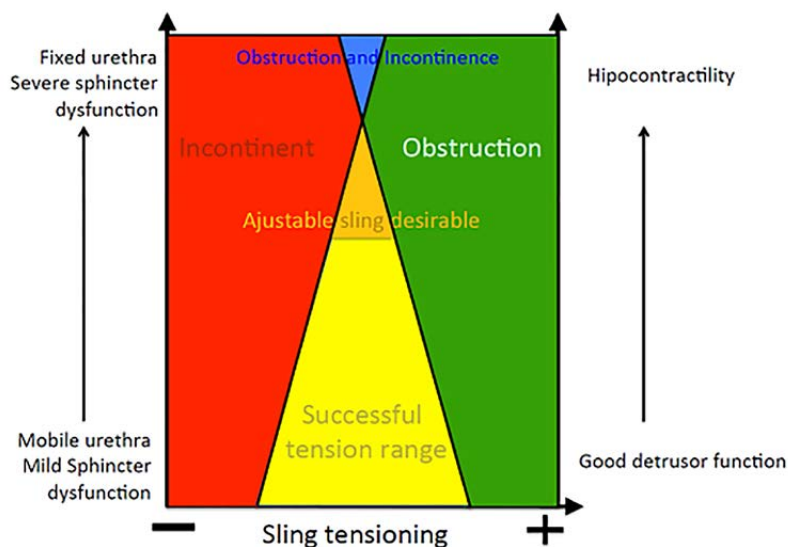 Fixed urethra
Severe sphincter
dysfunction
Obstruction and Incontinence
Hipocontractility
Incontinent
Obstruction
Ajustable sling desirable
Successful
tension range
Mobile urethra
Mild Sphincter
dysfunction
Good detrusor function
— Sling tensioning +